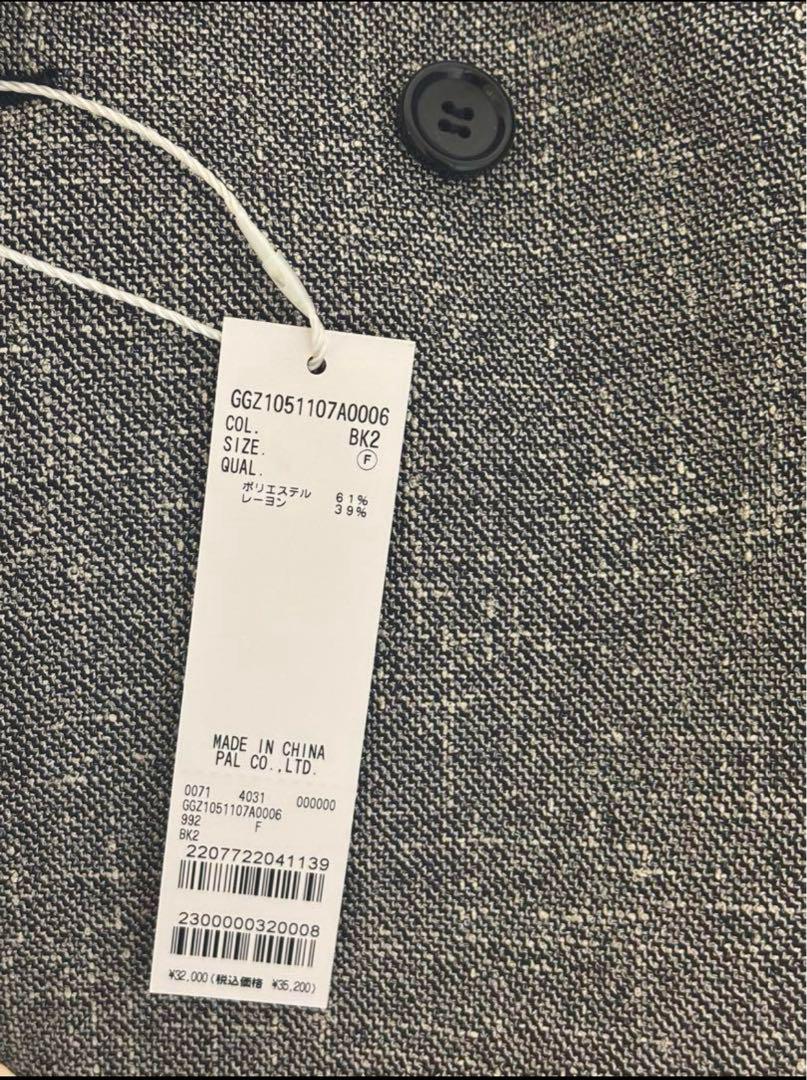 GGZ1051107A0006
COL. BK2
SIZE. F
QUAL.
ポリエステル 61%
レーヨン 39%
MADE IN CHINA
PAL CO.,LTD.
0071 4031 000000
GGZ1051107A0006
992 F
BK2
2207722041139
2300000320008
¥32,000(税込価格 ¥35,200)